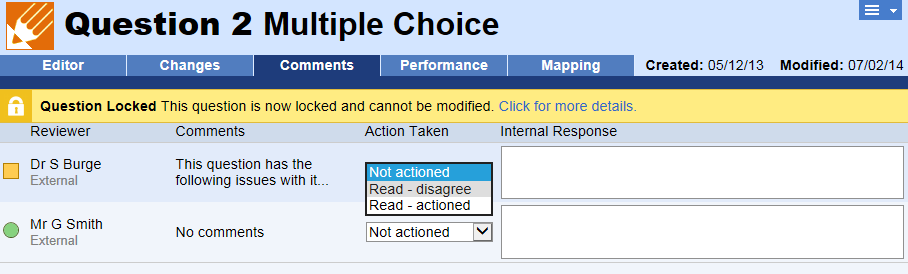 Question 2 Multiple Choice
Editor Changes Comments Performance Mapping Created: 05/12/13 Modified: 07/02/14
Question Locked This question is now locked and cannot be modified. Click for more details.
Reviewer Comments Action Taken Internal Response
Dr S Burge
External
This question has the
following issues with it...
Not actioned
Read - disagree
Read - actioned
Mr G Smith
External
No comments
Not actioned